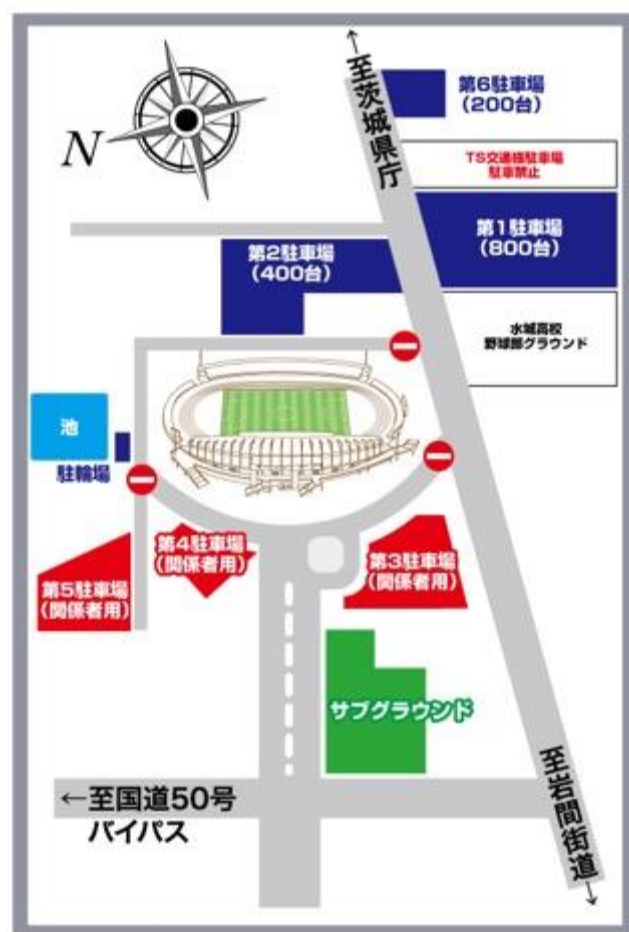 至茨城県庁
第6駐車場
(200台)
N
TS交通様駐車場
駐車禁止
第1駐車場
(800台)
第2駐車場
(400台)
水城高校
野球部グラウンド
池
駐輪場
第4駐車場
(関係者用)
第3駐車場
(関係者用)
第5駐車場
(関係者用)
サブグラウンド
←至国道50号
バイパス
至岩間街道